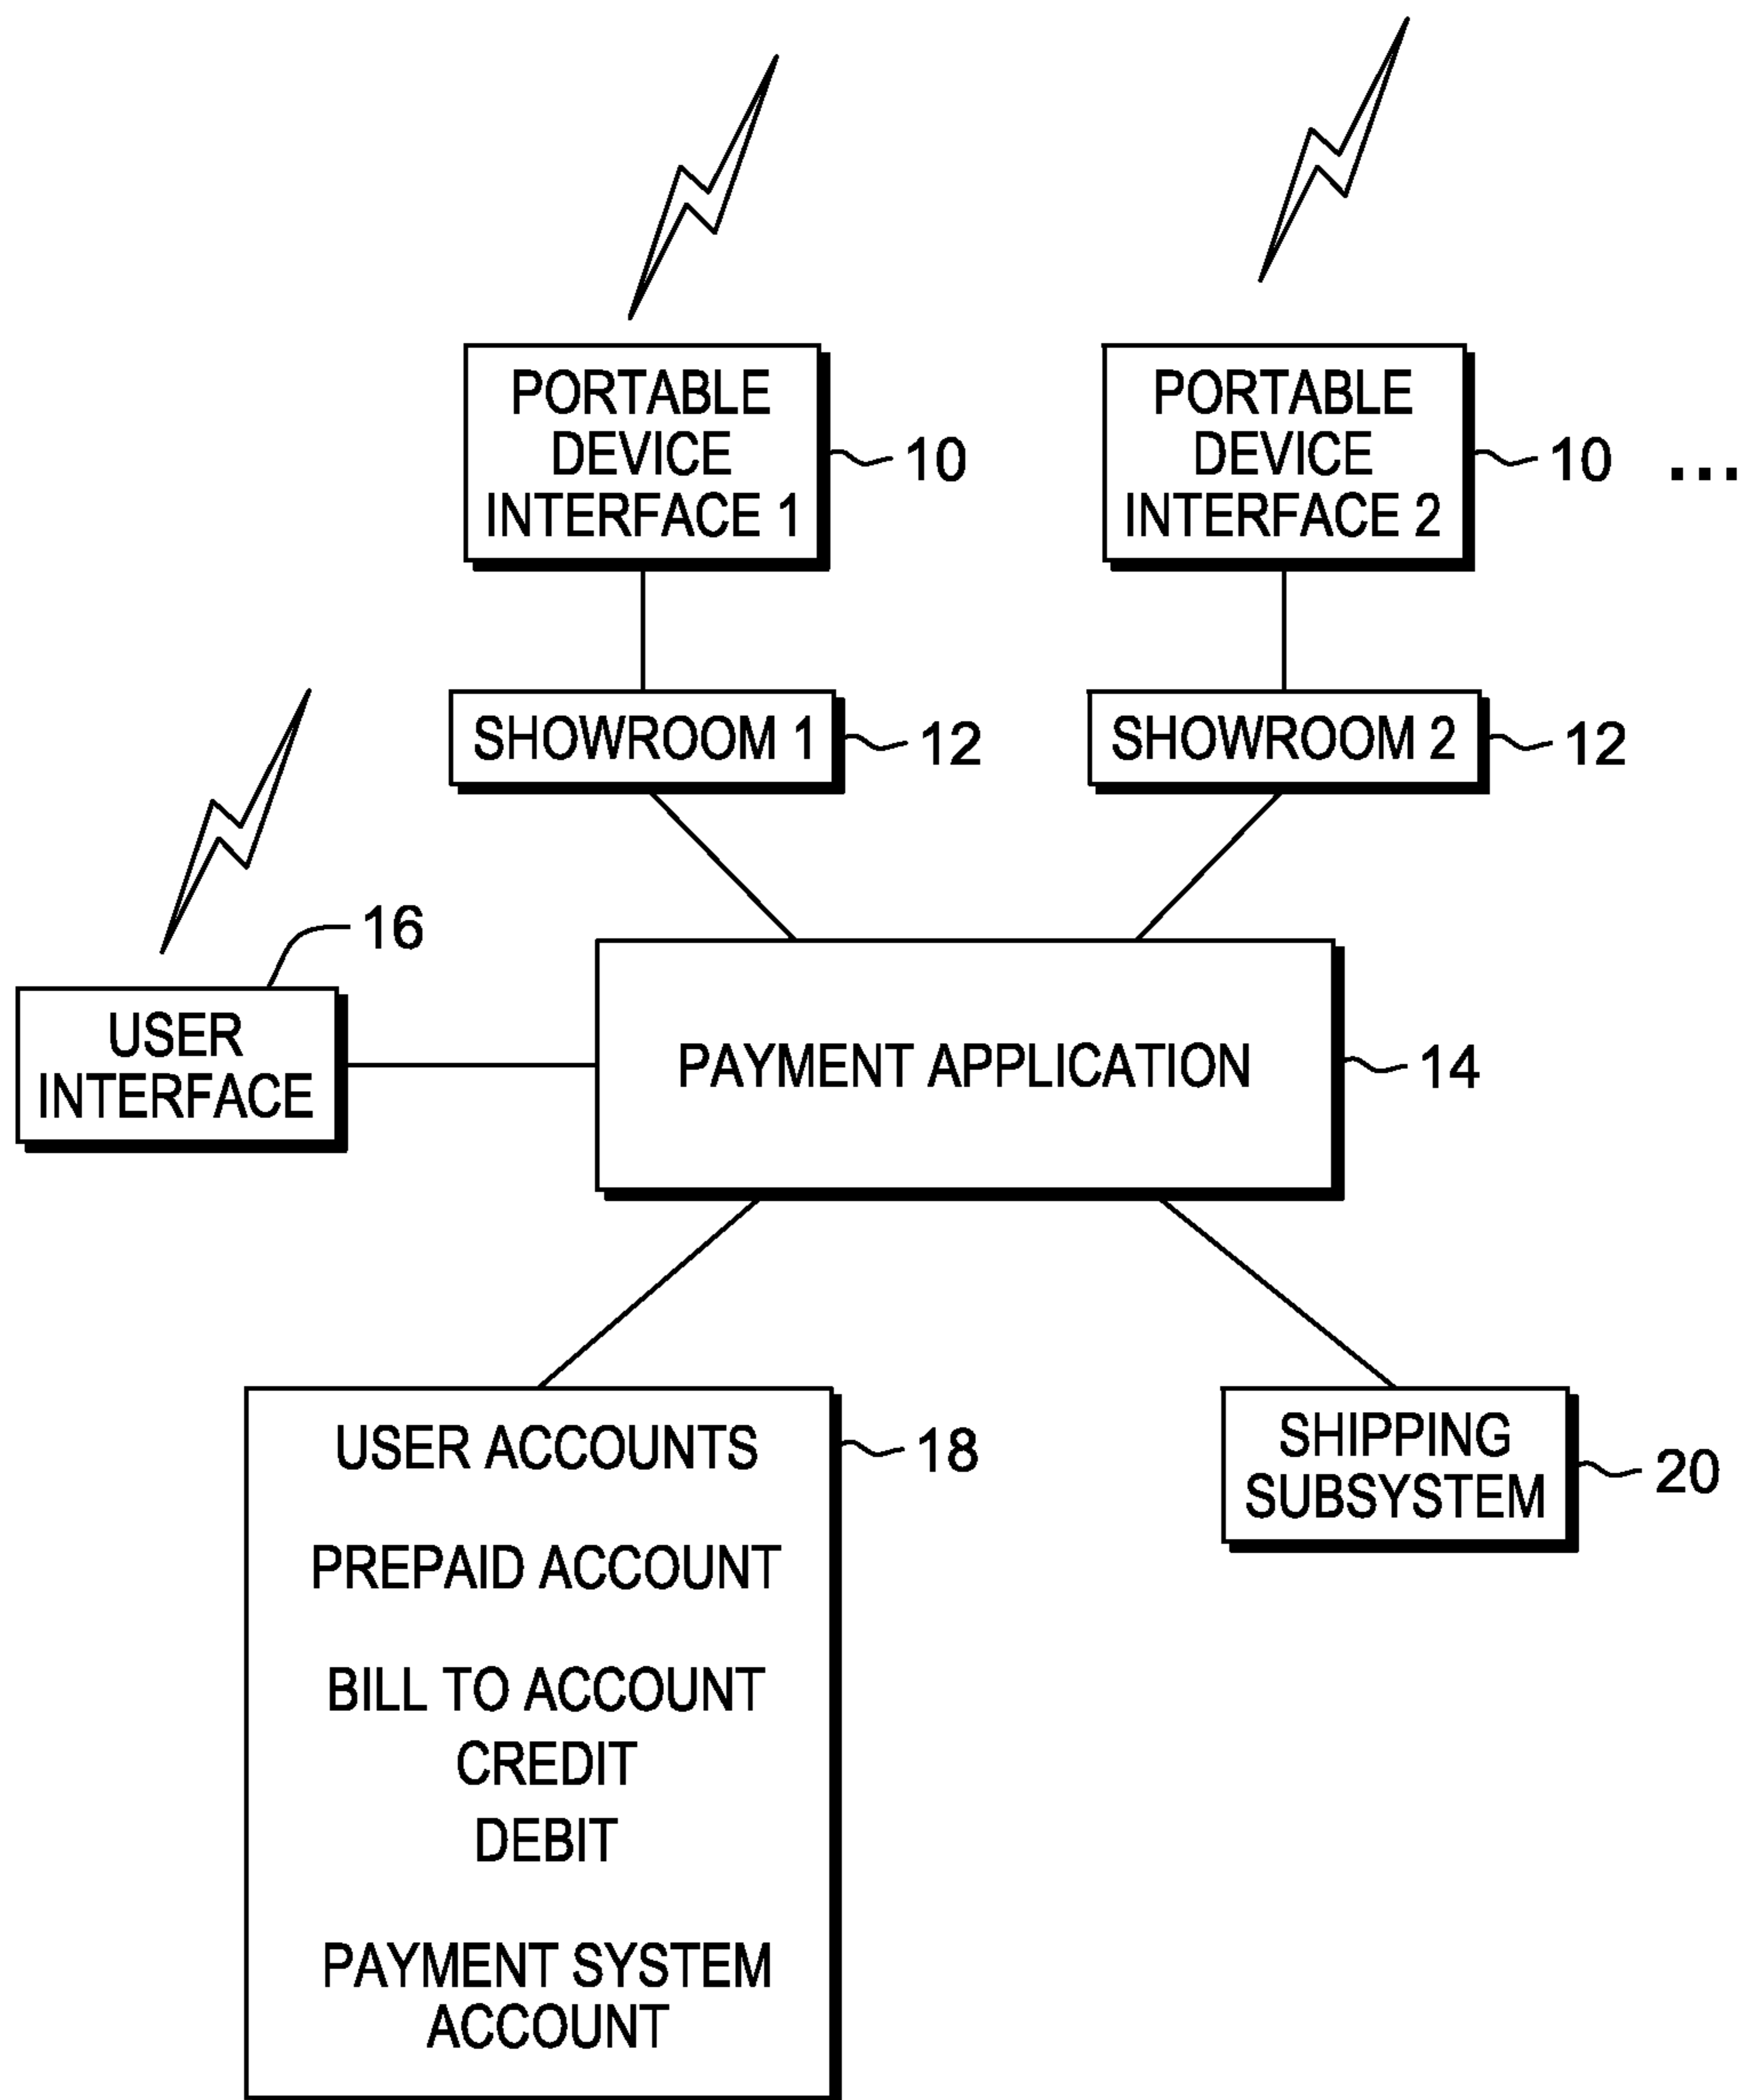 PORTABLE
DEVICE
INTERFACE 1
10
PORTABLE
DEVICE
INTERFACE 2
10
...
SHOWROOM 1
12
SHOWROOM 2
12
16
USER
INTERFACE
PAYMENT APPLICATION
14
USER ACCOUNTS
18
PREPAID ACCOUNT
BILL TO ACCOUNT
CREDIT
DEBIT
PAYMENT SYSTEM
ACCOUNT
SHIPPING
SUBSYSTEM
20